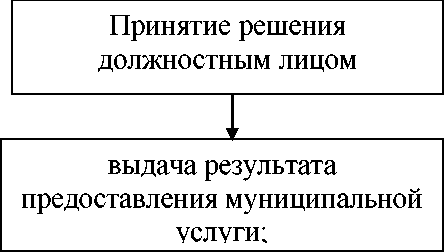 Принятие решения
должностным лицом
выдача результата
предоставления муниципальной
услуги;